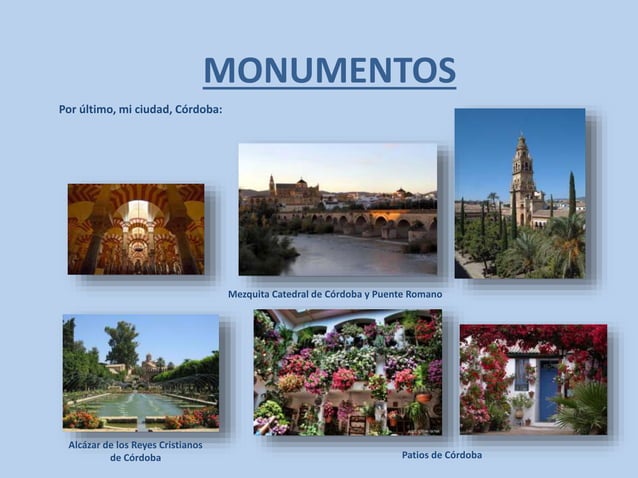 MONUMENTOS
Por último, mi ciudad, Córdoba:
Mezquita Catedral de Córdoba y Puente Romano
Alcázar de los Reyes Cristianos
de Córdoba
Patios de Córdoba